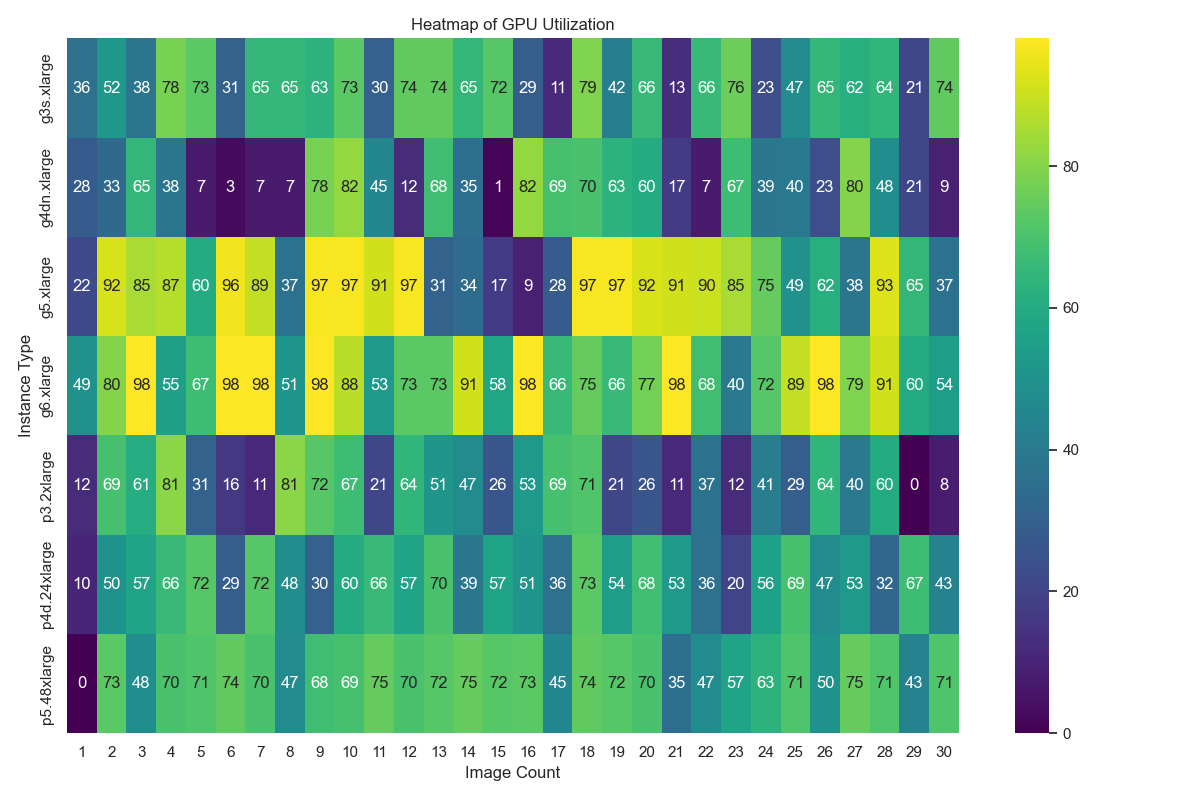 Heatmap of GPU Utilization
Instance Type
g3s.xlarge 36 52 38 78 73 31 65 65 63 73 30 74 74 65 72 29 11 79 42 66 13 66 76 23 47 65 62 64 21 74
g4dn.xlarge 28 33 65 38 7 3 7 7 78 82 45 12 68 35 1 82 69 70 63 60 17 7 67 39 40 23 80 48 21 9
g5.xlarge 22 92 85 87 60 96 89 37 97 97 91 97 31 34 17 9 28 97 97 92 91 90 85 75 49 62 38 93 65 37
g6.xlarge 49 80 98 55 67 98 98 51 98 88 53 73 73 91 58 98 66 75 66 77 98 68 40 72 89 98 79 91 60 54
p3.2xlarge 12 69 61 81 31 16 11 81 72 67 21 64 51 47 26 53 69 71 21 26 11 37 12 41 29 64 40 60 0 8
p4d.24xlarge 10 50 57 66 72 29 72 48 30 60 66 57 70 39 57 51 36 73 54 68 53 36 20 56 69 47 53 32 67 43
p5.48xlarge 0 73 48 70 71 74 70 47 68 69 75 70 72 75 72 73 45 74 72 70 35 47 57 63 71 50 75 71 43 71
1 2 3 4 5 6 7 8 9 10 11 12 13 14 15 16 17 18 19 20 21 22 23 24 25 26 27 28 29 30
Image Count
80
60
40
20
0